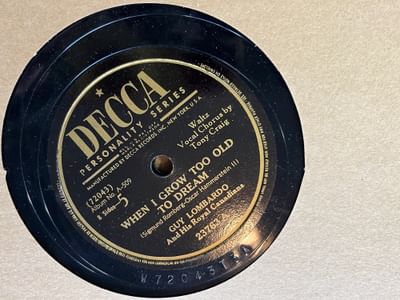 DECCA
PERSONALITY SERIES
MANUFACTURED BY DECCA RECORDS INC., NEW YORK, U.S.A.
Waltz
Vocal Chorus by
Tony Craig
(72043)
Album No. A-509
8 Sides-5
WHEN I GROW TOO OLD
TO DREAM
(Sigmund Romberg-Oscar Hammerstein II)
GUY LOMBARDO
And His Royal Canadians
23763